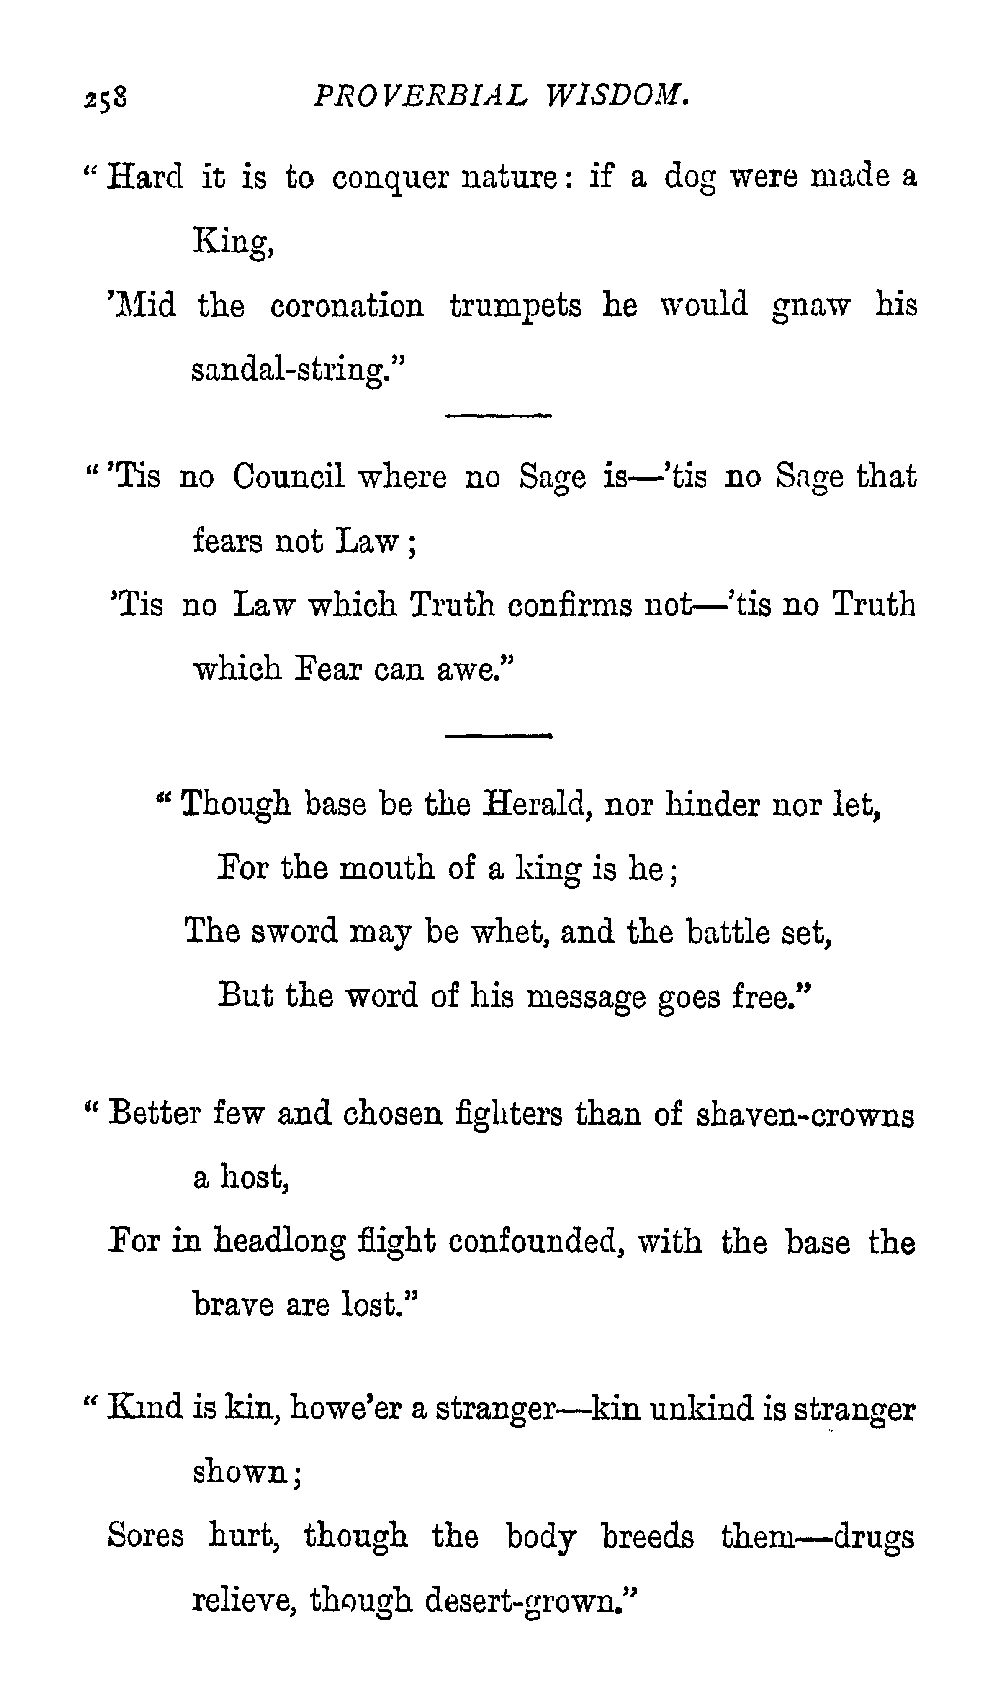 258 PROVERBIAL WISDOM.
“Hard it is to conquer nature: if a dog were made a
King,
’Mid the coronation trumpets he would gnaw his
sandal-string.”
“’Tis no Council where no Sage is—’tis no Sage that
fears not Law;
’Tis no Law which Truth confirms not—’tis no Truth
which Fear can awe.”
“Though base be the Herald, nor hinder nor let,
For the mouth of a king is he;
The sword may be whet, and the battle set,
But the word of his message goes free.”
“Better few and chosen fighters than of shaven-crowns
a host,
For in headlong flight confounded, with the base the
brave are lost.”
“Kind is kin, howe’er a stranger—kin unkind is stranger
shown;
Sores hurt, though the body breeds them—drugs
relieve, though desert-grown.”